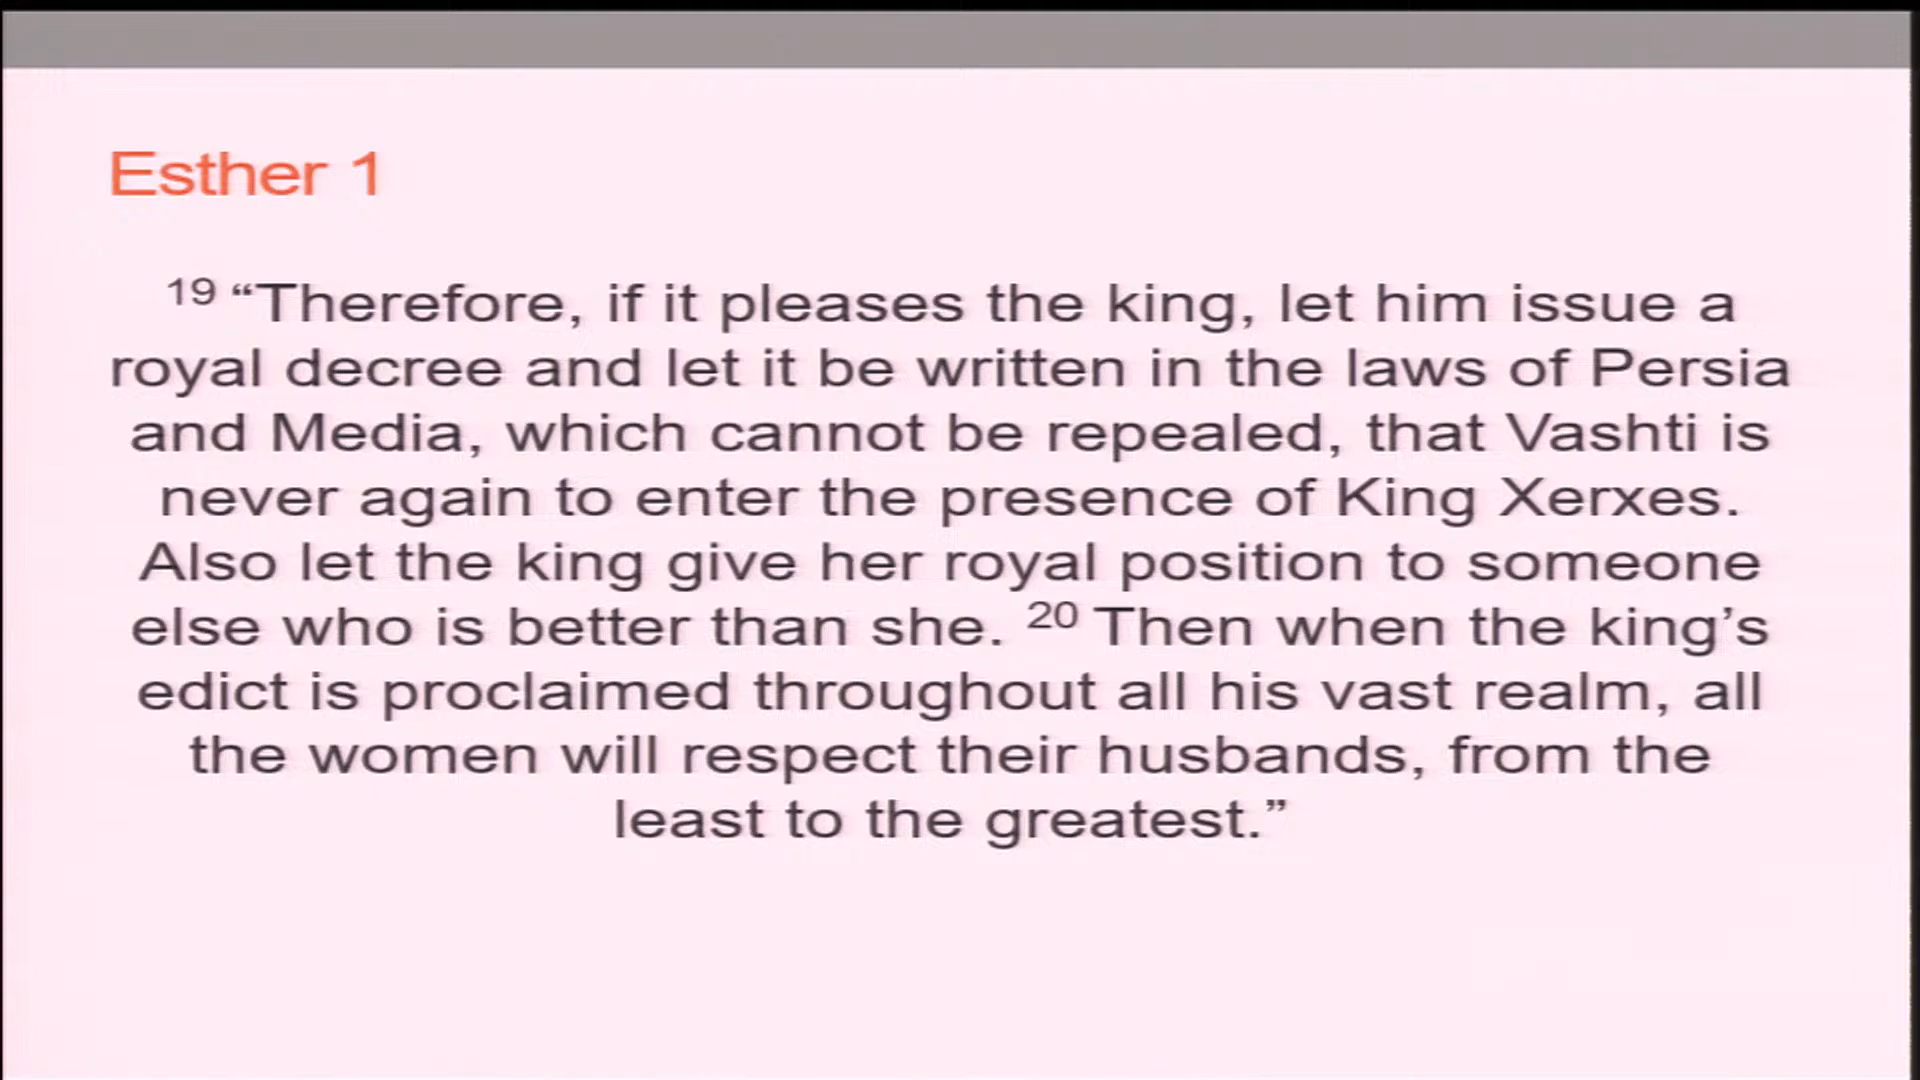 Esther 1
19 “Therefore, if it pleases the king, let him issue a
royal decree and let it be written in the laws of Persia
and Media, which cannot be repealed, that Vashti is
never again to enter the presence of King Xerxes.
Also let the king give her royal position to someone
else who is better than she. 20 Then when the king’s
edict is proclaimed throughout all his vast realm, all
the women will respect their husbands, from the
least to the greatest.”